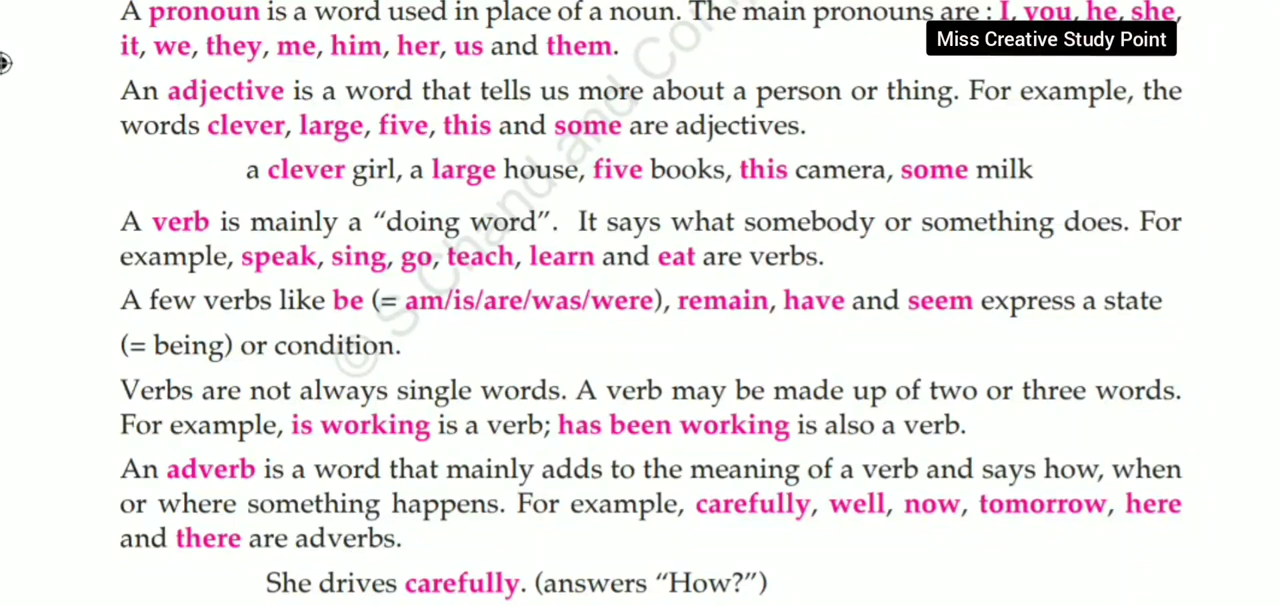 A pronoun is a word used in place of a noun. The main pronouns are : I, you, he, she,
it, we, they, me, him, her, us and them.
Miss Creative Study Point
An adjective is a word that tells us more about a person or thing. For example, the
words clever, large, five, this and some are adjectives.
a clever girl, a large house, five books, this camera, some milk
A verb is mainly a “doing word”. It says what somebody or something does. For
example, speak, sing, go, teach, learn and eat are verbs.
A few verbs like be (= am/is/are/was/were), remain, have and seem express a state
(= being) or condition.
Verbs are not always single words. A verb may be made up of two or three words.
For example, is working is a verb; has been working is also a verb.
An adverb is a word that mainly adds to the meaning of a verb and says how, when
or where something happens. For example, carefully, well, now, tomorrow, here
and there are adverbs.
She drives carefully. (answers “How?”)
© S Chand and Com